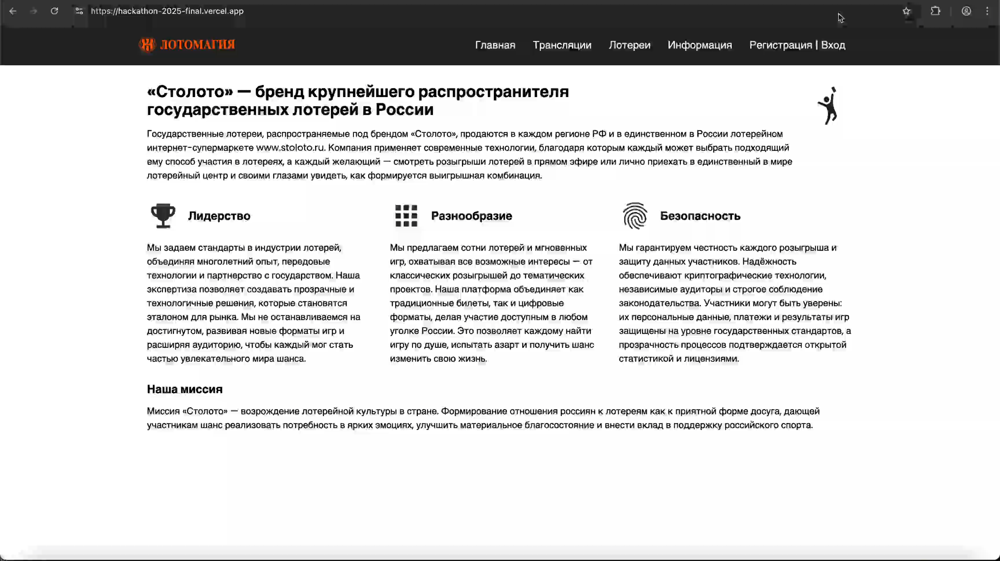 https://hackathon-2025-final.vercel.app
ЛОТОМАГИЯ
Главная Трансляции Лотереи Информация Регистрация | Вход
«Столото» — бренд крупнейшего распространителя
государственных лотерей в России
Государственные лотереи, распространяемые под брендом «Столото», продаются в каждом регионе РФ и в единственном в России лотерейном
интернет-супермаркете www.stoloto.ru. Компания применяет современные технологии, благодаря которым каждый может выбрать подходящий
ему способ участия в лотереях, а каждый желающий — смотреть розыгрыши лотерей в прямом эфире или лично приехать в единственный в мире
лотерейный центр и своими глазами увидеть, как формируется выигрышная комбинация.
Лидерство
Мы задаем стандарты в индустрии лотерей,
объединяя многолетний опыт, передовые
технологии и партнерство с государством. Наша
экспертиза позволяет создавать прозрачные и
технологичные решения, которые становятся
эталоном для рынка. Мы не останавливаемся на
достигнутом, развивая новые форматы игр и
расширяя аудиторию, чтобы каждый мог стать
частью увлекательного мира шанса.
Разнообразие
Мы предлагаем сотни лотерей и мгновенных
игр, охватывая все возможные интересы — от
классических розыгрышей до тематических
проектов. Наша платформа объединяет как
традиционные билеты, так и цифровые
форматы, делая участие доступным в любом
уголке России. Это позволяет каждому найти
игру по душе, испытать азарт и получить шанс
изменить свою жизнь.
Безопасность
Мы гарантируем честность каждого розыгрыша и
защиту данных участников. Надёжность
обеспечивают криптографические технологии,
независимые аудиторы и строгое соблюдение
законодательства. Участники могут быть уверены:
их персональные данные, платежи и результаты игр
защищены на уровне государственных стандартов, а
прозрачность процессов подтверждается открытой
статистикой и лицензиями.
Наша миссия
Миссия «Столото» — возрождение лотерейной культуры в стране. Формирование отношения россиян к лотереям как к приятной форме досуга, дающей
участникам шанс реализовать потребность в ярких эмоциях, улучшить материальное благосостояние и внести вклад в поддержку российского спорта.